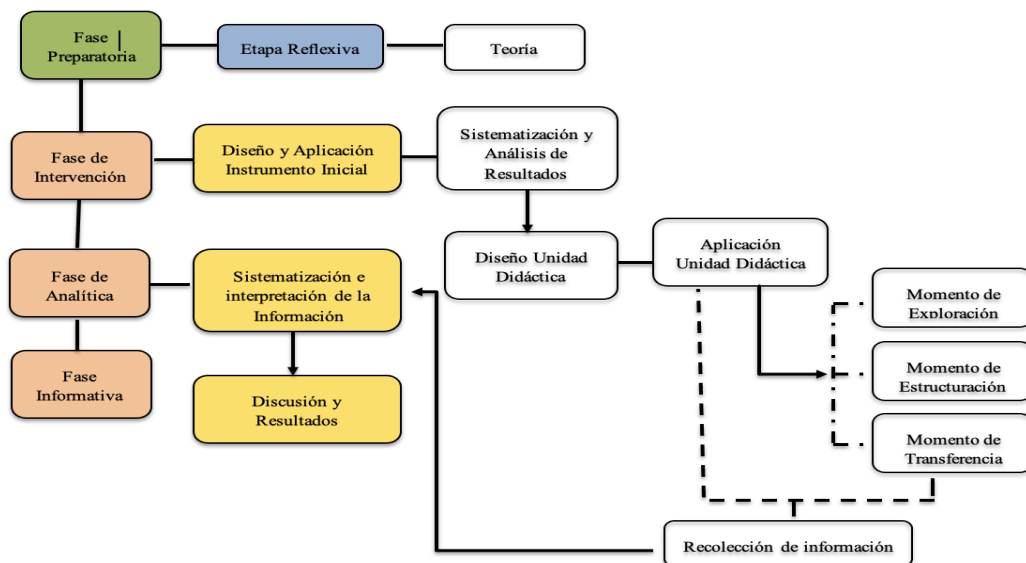 Fase
Preparatoria
Etapa Reflexiva
Teoría
Fase de
Intervención
Diseño y Aplicación
Instrumento Inicial
Sistematización y
Análisis de
Resultados
Diseño Unidad
Didáctica
Aplicación
Unidad Didáctica
Fase de
Analítica
Sistematización e
interpretación de la
Información
Momento de
Exploración
Momento de
Estructuración
Momento de
Transferencia
Fase
Informativa
Discusión y
Resultados
Recolección de información